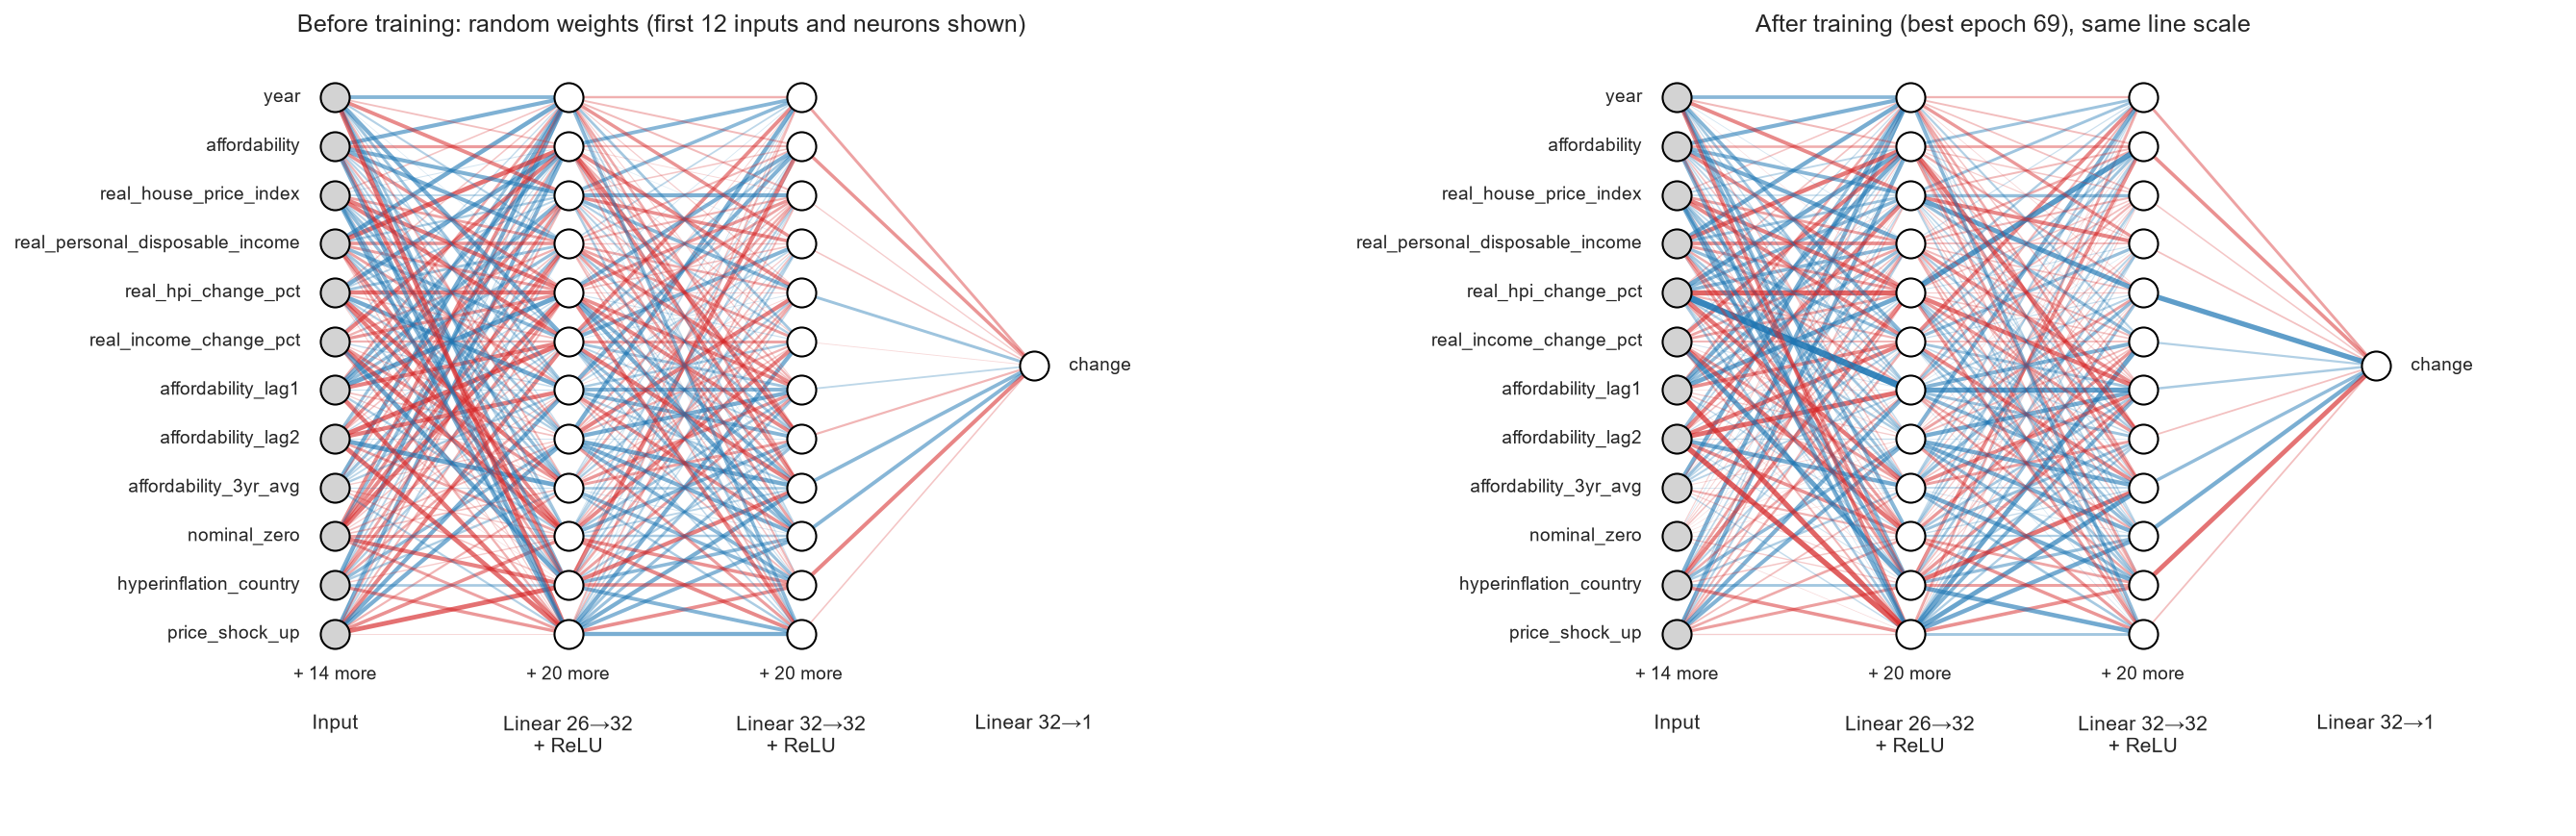 Before training: random weights (first 12 inputs and neurons shown)
year
affordability
real_house_price_index
real_personal_disposable_income
real_hpi_change_pct
real_income_change_pct
affordability_lag1
affordability_lag2
affordability_3yr_avg
nominal_zero
hyperinflation_country
price_shock_up
change
+ 14 more
+ 20 more
+ 20 more
Input
Linear 26→32
+ ReLU
Linear 32→32
+ ReLU
Linear 32→1
After training (best epoch 69), same line scale
year
affordability
real_house_price_index
real_personal_disposable_income
real_hpi_change_pct
real_income_change_pct
affordability_lag1
affordability_lag2
affordability_3yr_avg
nominal_zero
hyperinflation_country
price_shock_up
change
+ 14 more
+ 20 more
+ 20 more
Input
Linear 26→32
+ ReLU
Linear 32→32
+ ReLU
Linear 32→1